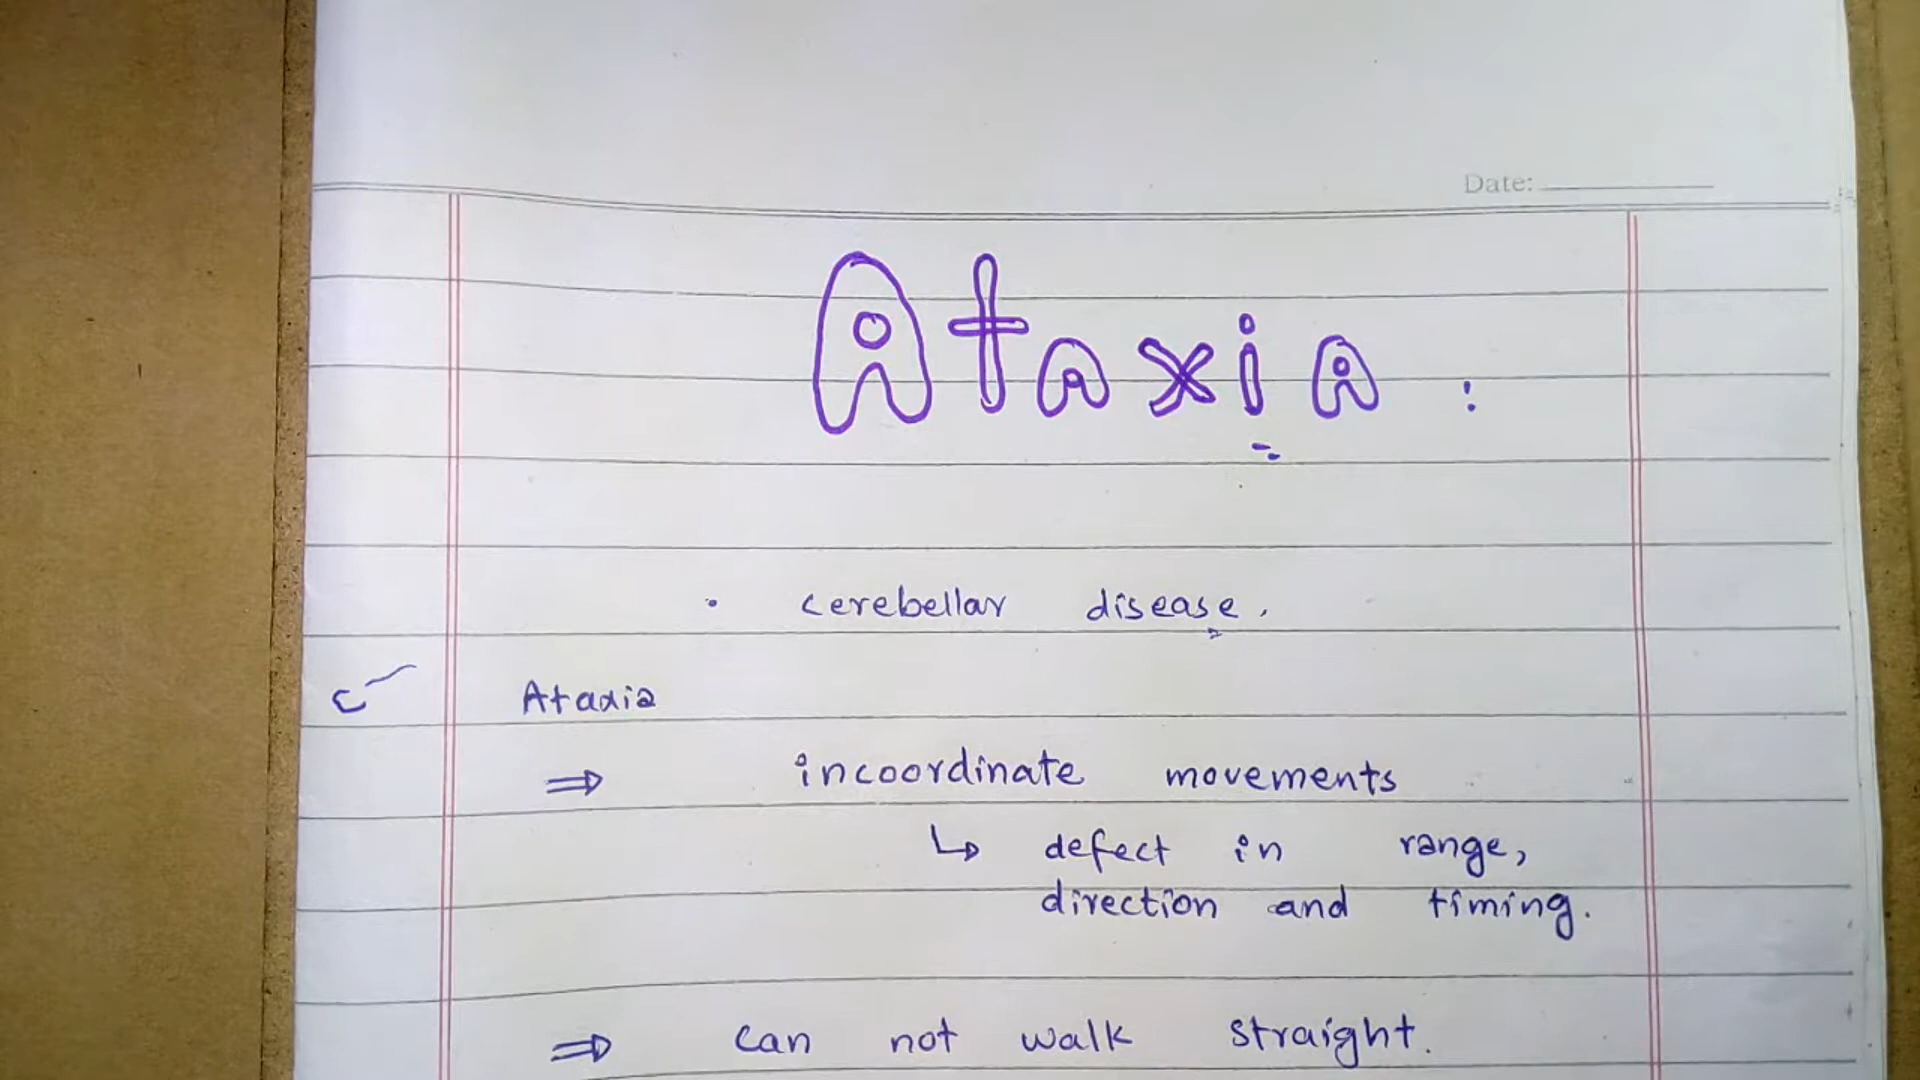 Date:
Ataxia :
• cerebellar disease.
Ataxia
⇒ incoordinate movements
↳ defect in range,
direction and timing.
⇒ can not walk straight.